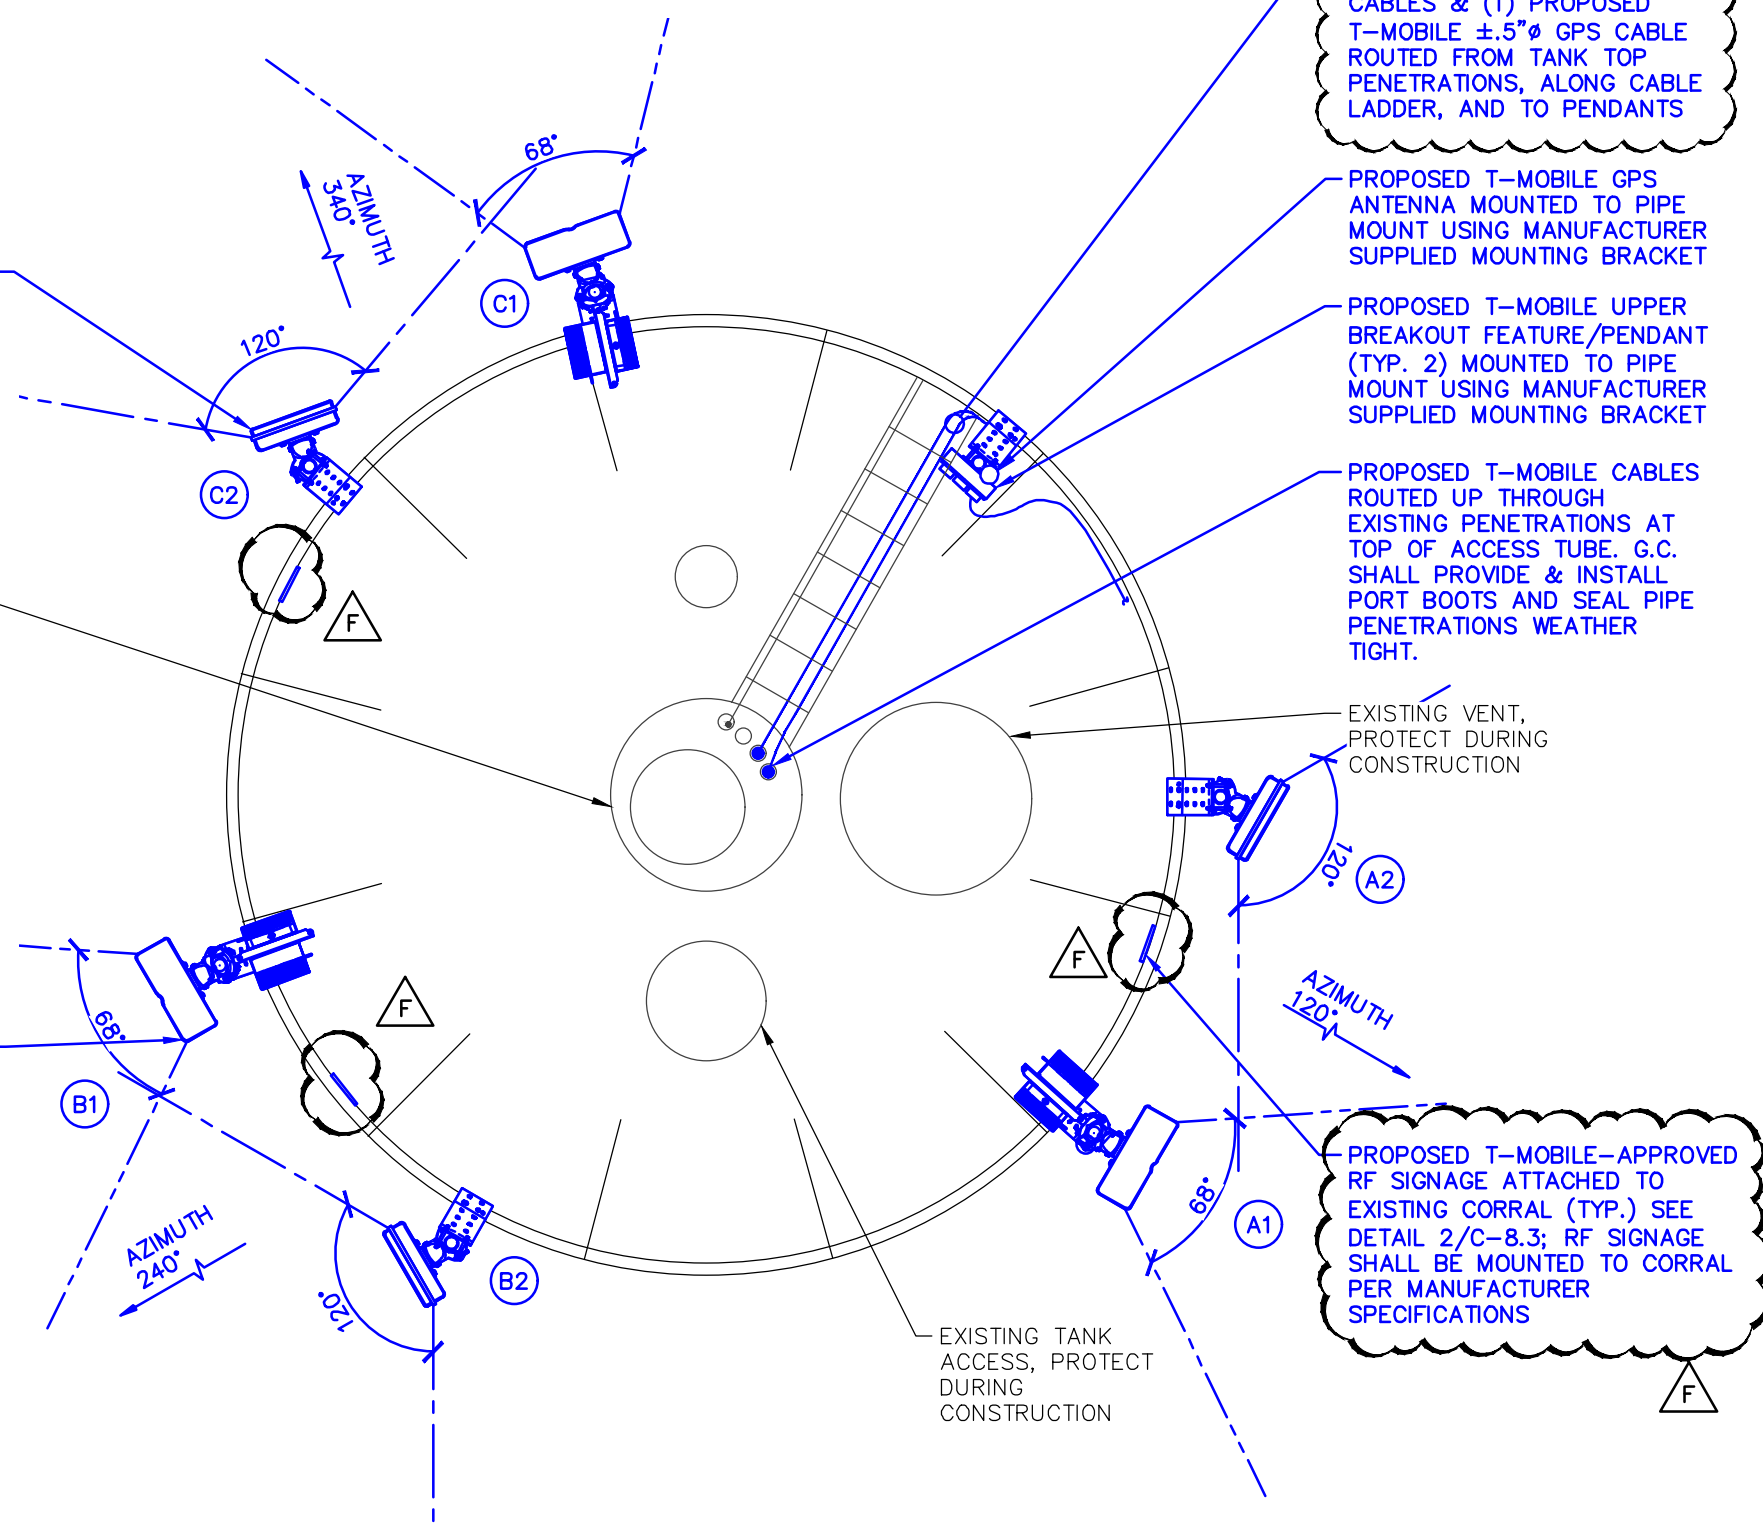 CABLES & (1) PROPOSED
T-MOBILE ±.5"ø GPS CABLE
ROUTED FROM TANK TOP
PENETRATIONS, ALONG CABLE
LADDER, AND TO PENDANTS
PROPOSED T-MOBILE GPS
ANTENNA MOUNTED TO PIPE
MOUNT USING MANUFACTURER
SUPPLIED MOUNTING BRACKET
PROPOSED T-MOBILE UPPER
BREAKOUT FEATURE/PENDANT
(TYP. 2) MOUNTED TO PIPE
MOUNT USING MANUFACTURER
SUPPLIED MOUNTING BRACKET
PROPOSED T-MOBILE CABLES
ROUTED UP THROUGH
EXISTING PENETRATIONS AT
TOP OF ACCESS TUBE. G.C.
SHALL PROVIDE & INSTALL
PORT BOOTS AND SEAL PIPE
PENETRATIONS WEATHER
TIGHT.
EXISTING VENT,
PROTECT DURING
CONSTRUCTION
68°
AZIMUTH
340°
C1
120°
C2
F
120°
A2
F
AZIMUTH
120°
F
68°
B1
68°
A1
AZIMUTH
240°
120°
B2
PROPOSED T-MOBILE-APPROVED
RF SIGNAGE ATTACHED TO
EXISTING CORRAL (TYP.) SEE
DETAIL 2/C-8.3; RF SIGNAGE
SHALL BE MOUNTED TO CORRAL
PER MANUFACTURER
SPECIFICATIONS
F
EXISTING TANK
ACCESS, PROTECT
DURING
CONSTRUCTION